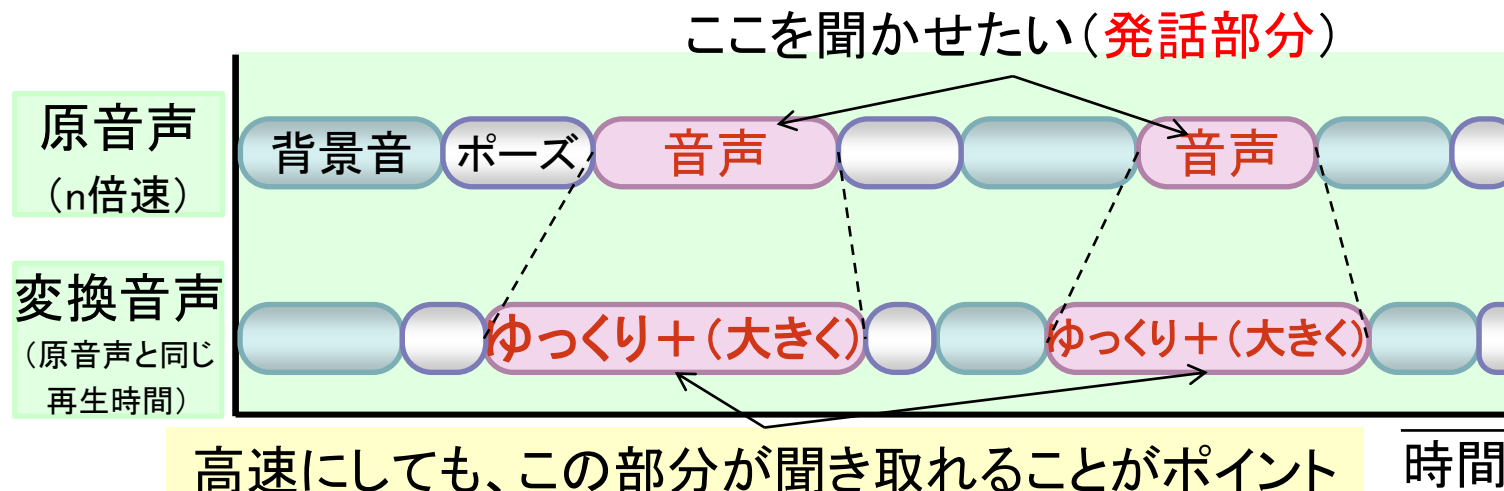 ここを聞かせたい（発話部分）
原音声
（n倍速）
背景音
ポーズ
音声
音声
変換音声
（原音声と同じ
再生時間）
ゆっくり＋（大きく）
ゆっくり＋（大きく）
高速にしても、この部分が聞き取れることがポイント
時間